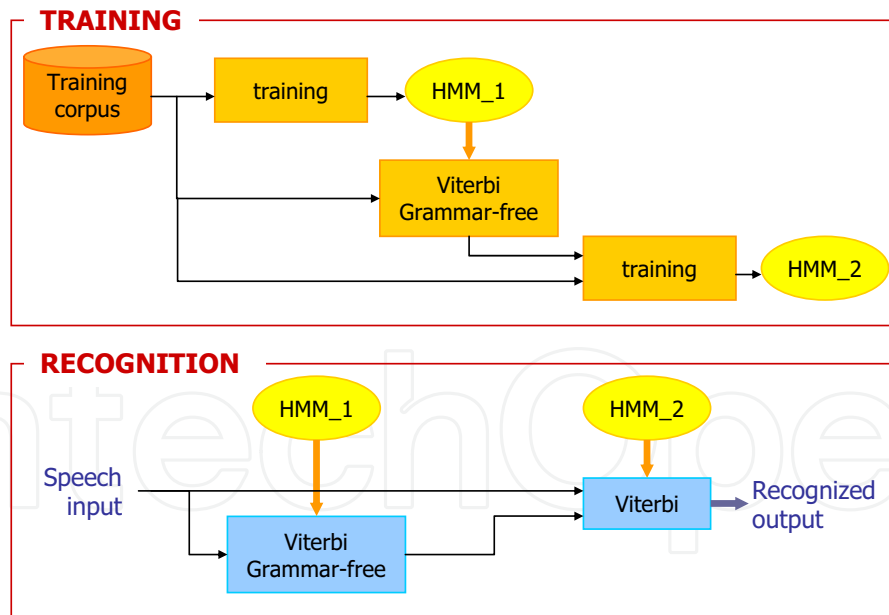 TRAINING
Training
corpus
training
HMM_1
Viterbi
Grammar-free
training
HMM_2
RECOGNITION
HMM_1
HMM_2
Speech
input
Viterbi
Recognized
output
Viterbi
Grammar-free